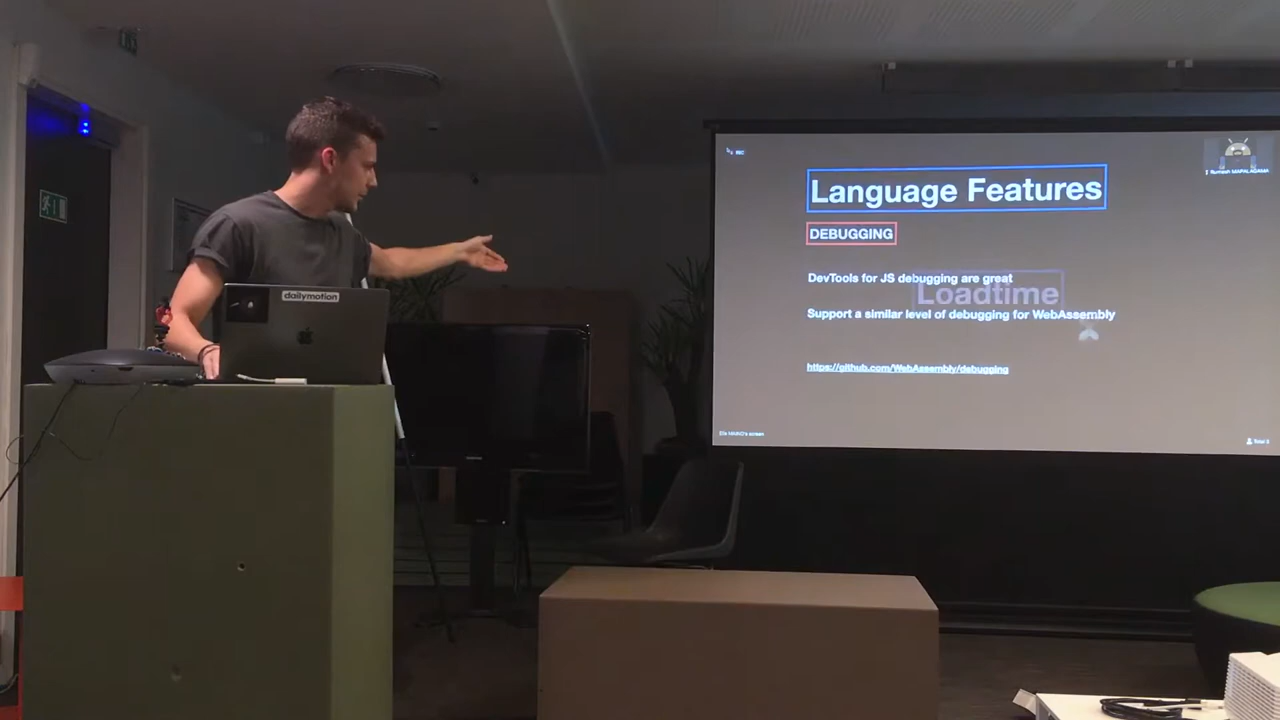 dailymotion
REC
Language Features
DEBUGGING
DevTools for JS debugging are great
Loadtime
Support a similar level of debugging for WebAssembly
https://github.com/WebAssembly/debugging